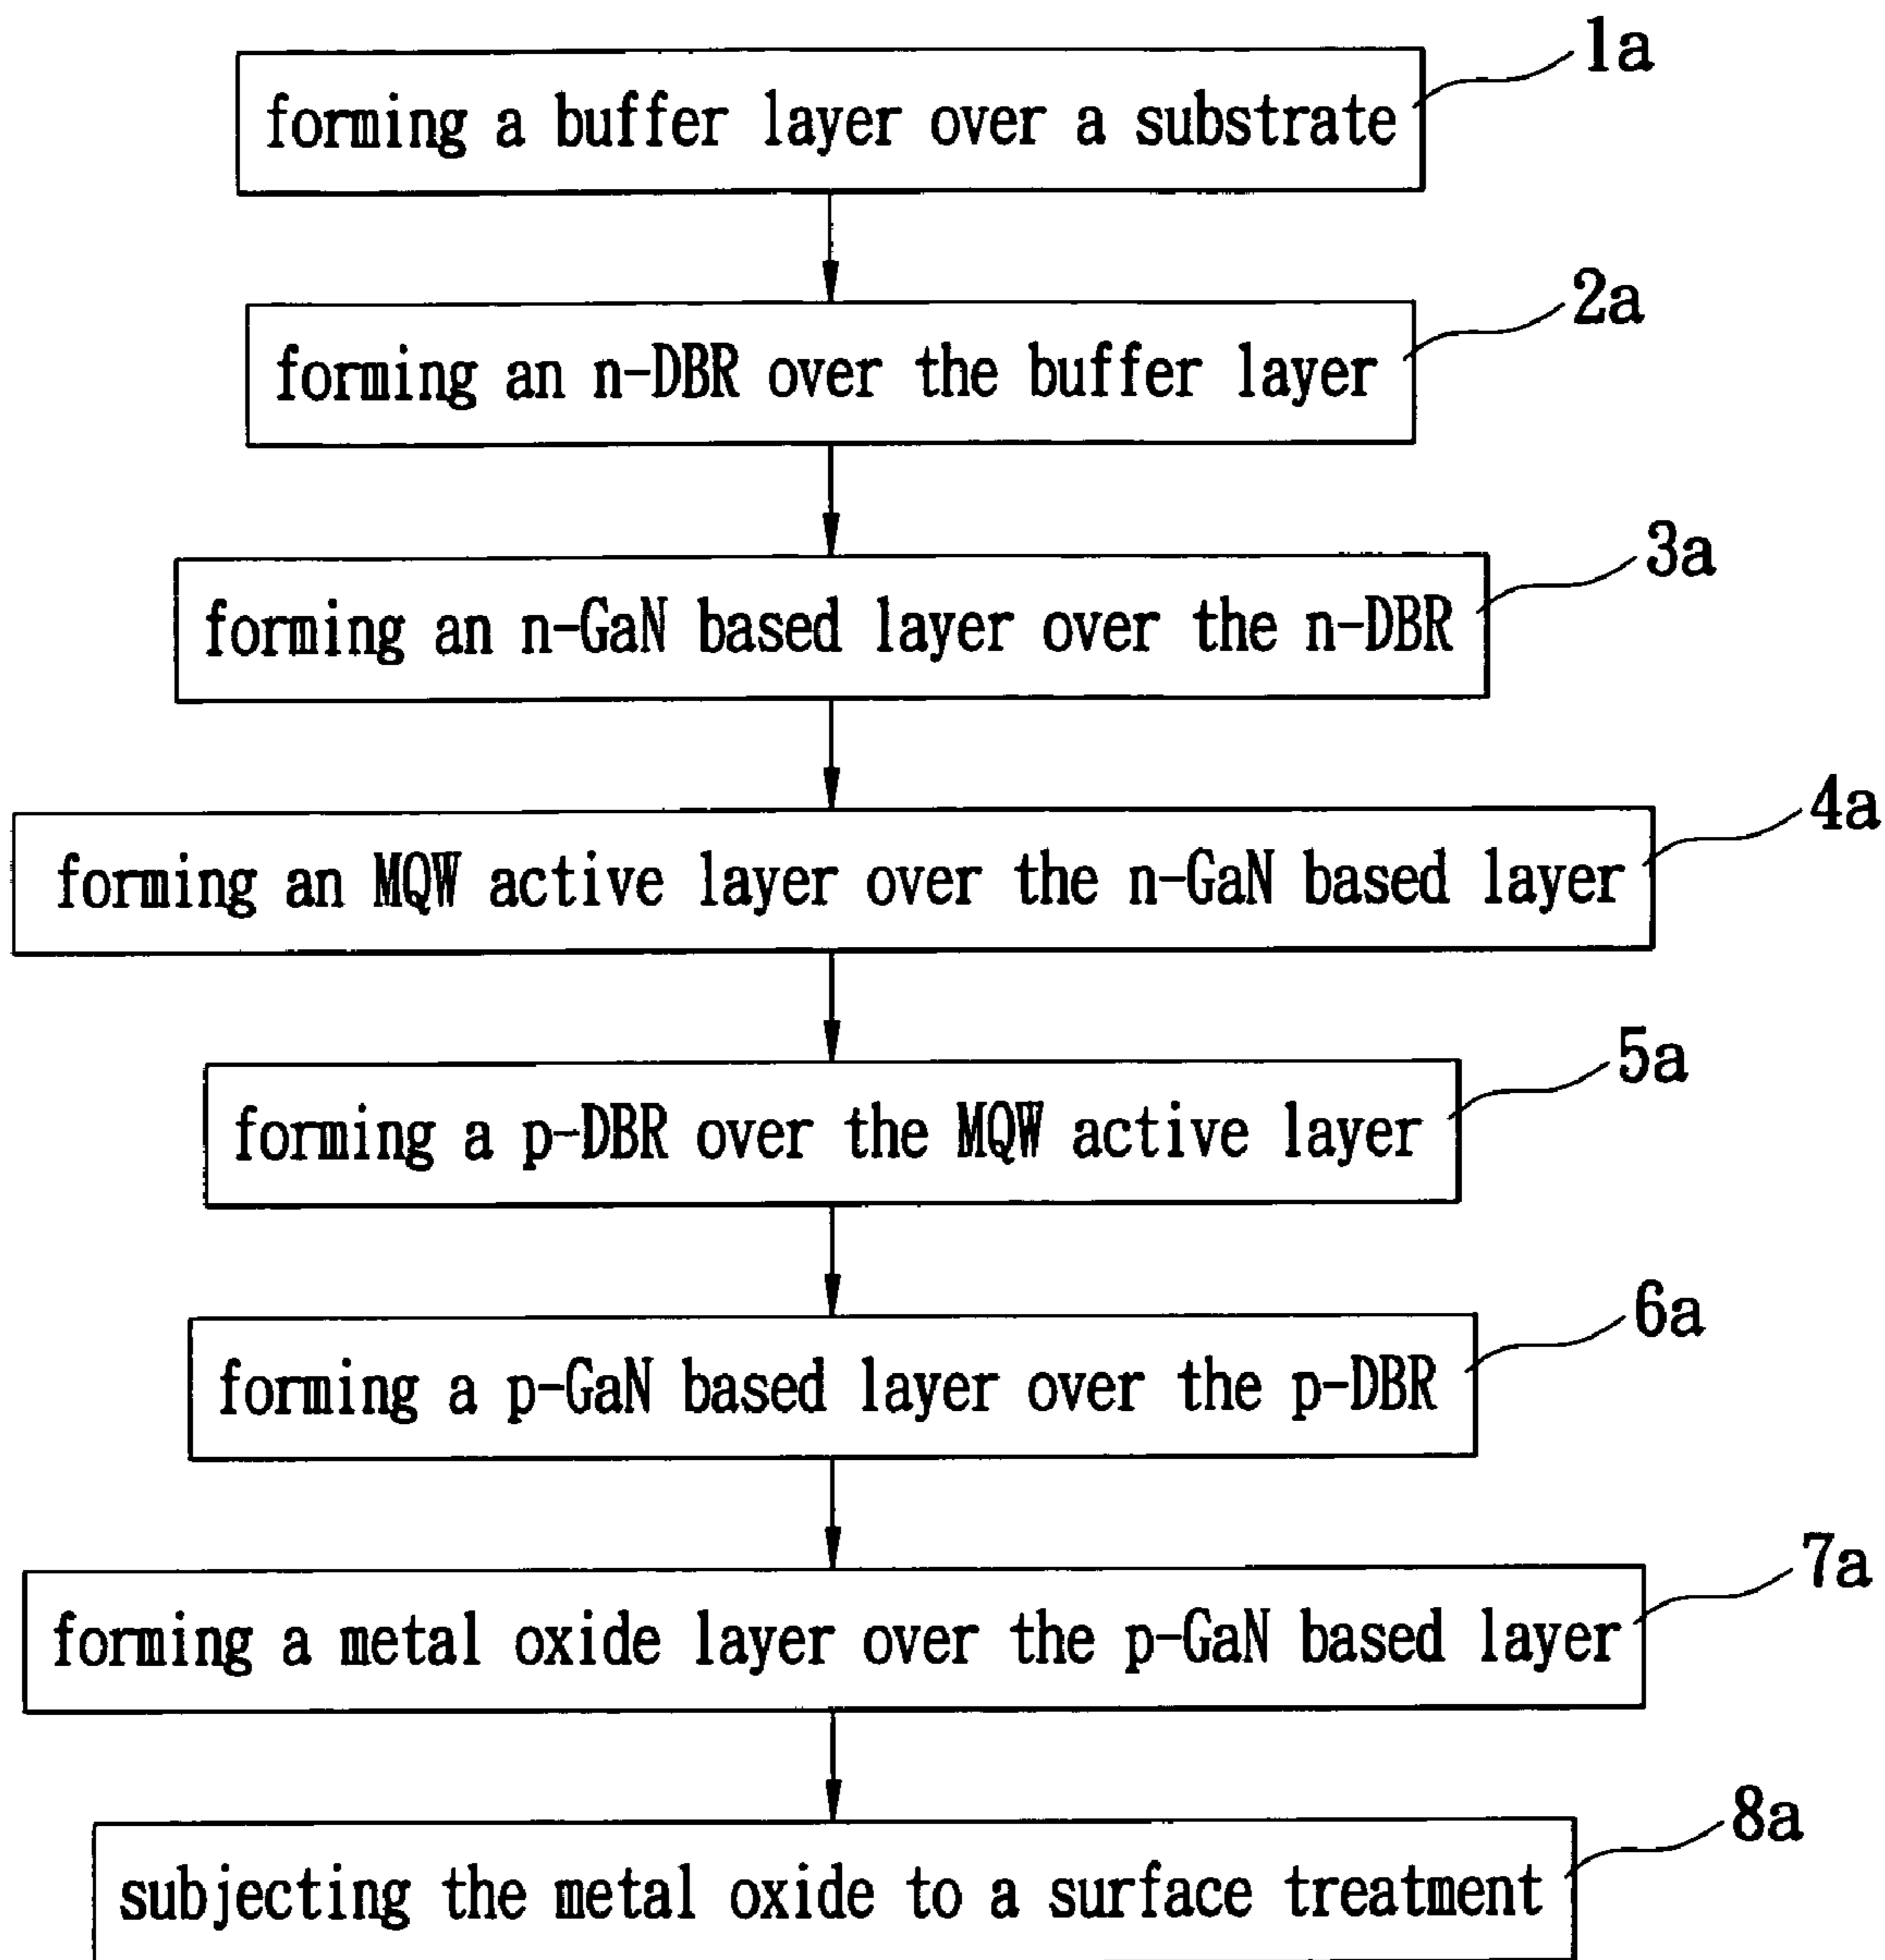 1a
forming a buffer layer over a substrate
2a
forming an n-DBR over the buffer layer
3a
forming an n-GaN based layer over the n-DBR
4a
forming an MQW active layer over the n-GaN based layer
5a
forming a p-DBR over the MQW active layer
6a
forming a p-GaN based layer over the p-DBR
7a
forming a metal oxide layer over the p-GaN based layer
8a
subjecting the metal oxide to a surface treatment